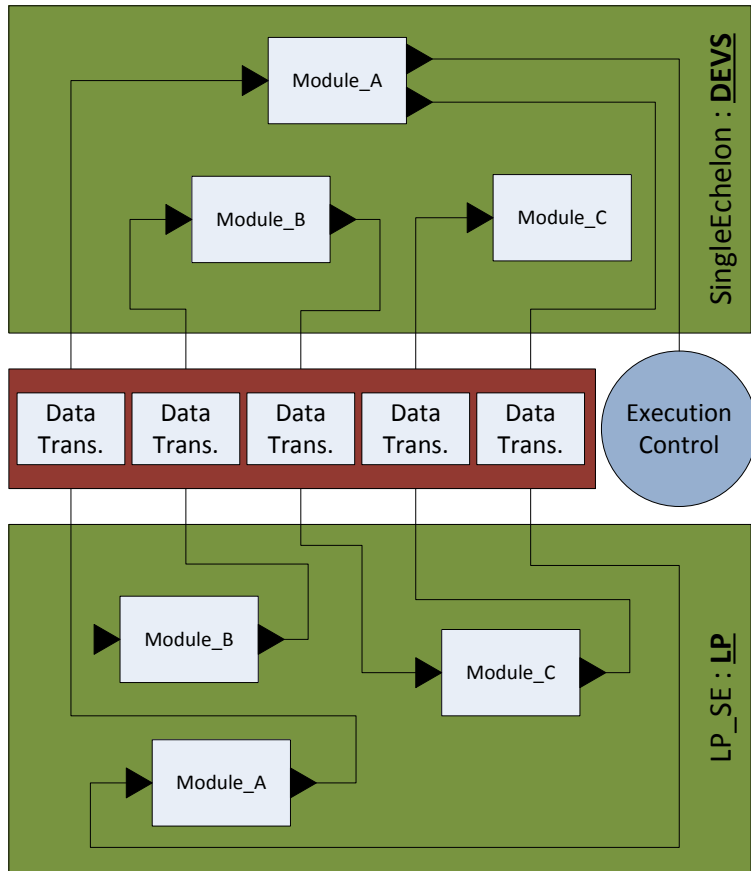 Module_A
Module_B
Module_C
SingleEchelon : DEVS
Data
Trans.
Data
Trans.
Data
Trans.
Data
Trans.
Data
Trans.
Execution
Control
Module_B
Module_C
Module_A
LP_SE : LP